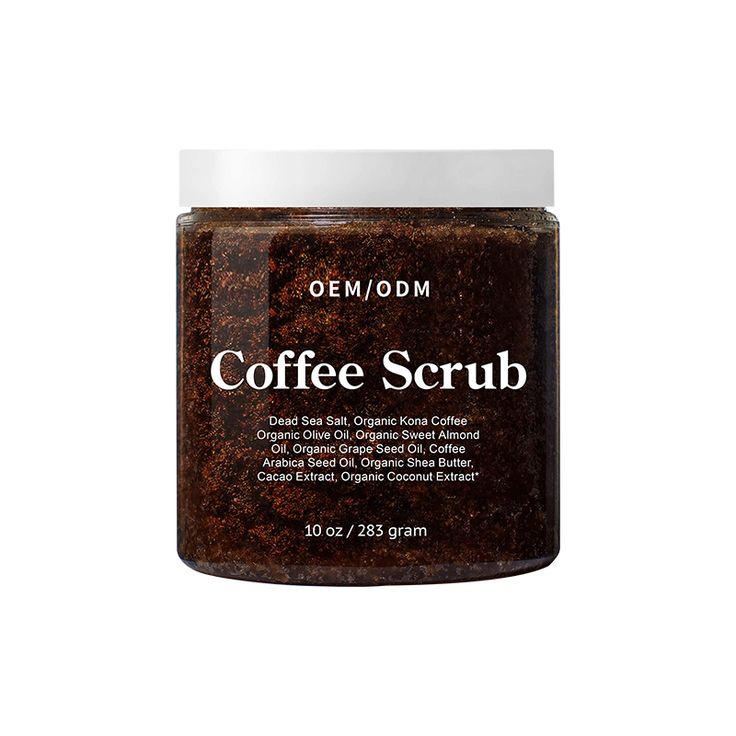 OEM/ODM
Coffee Scrub
Dead Sea Salt, Organic Kona Coffee
Organic Olive Oil, Organic Sweet Almond
Oil, Organic Grape Seed Oil, Coffee
Arabica Seed Oil, Organic Shea Butter,
Cacao Extract, Organic Coconut Extract*
10 oz / 283 gram